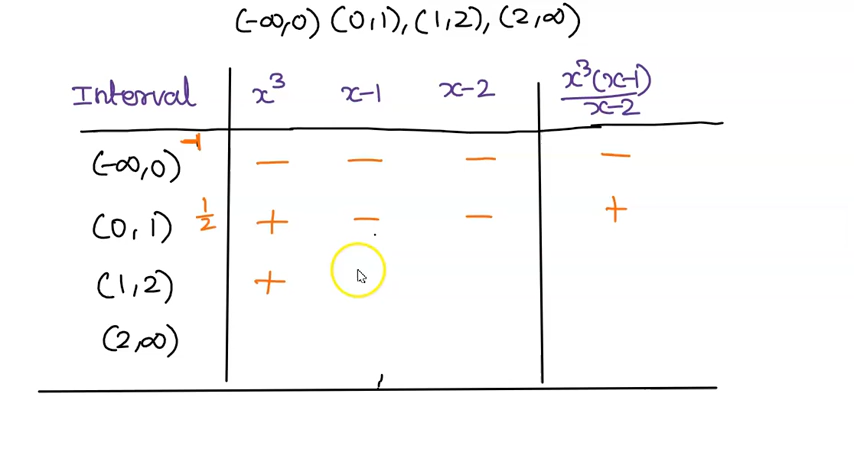 (-∞,0) (0,1), (1,2), (2,∞)
Interval x³ x-1 x-2 x³(x-1)/x-2
(-∞,0) -1 − − − −
(0,1) 1/2 + − − +
(1,2) +
(2,∞)